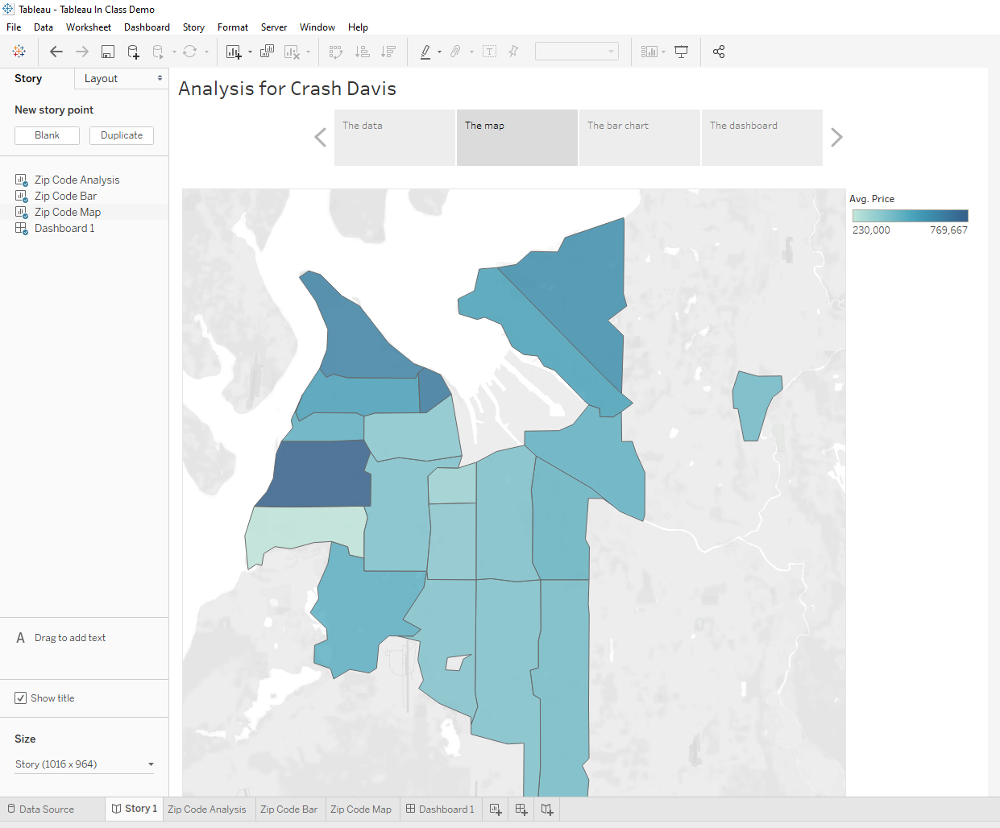 Tableau - Tableau In Class Demo
File Data Worksheet Dashboard Story Format Server Window Help
Story Layout
New story point
Blank Duplicate
Zip Code Analysis
Zip Code Bar
Zip Code Map
Dashboard 1
A Drag to add text
Show title
Size
Story (1016 x 964)
Analysis for Crash Davis
The data The map The bar chart The dashboard
Avg. Price
230,000 769,667
Data Source Story 1 Zip Code Analysis Zip Code Bar Zip Code Map Dashboard 1